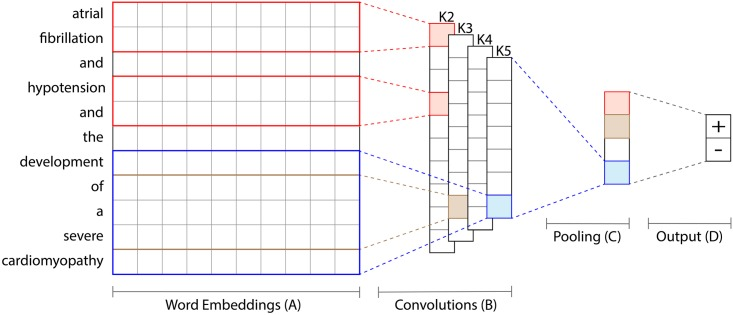 atrial
fibrillation
and
hypotension
and
the
development
of
a
severe
cardiomyopathy
K2
K3
K4
K5
+
-
Word Embeddings (A)
Convolutions (B)
Pooling (C)
Output (D)